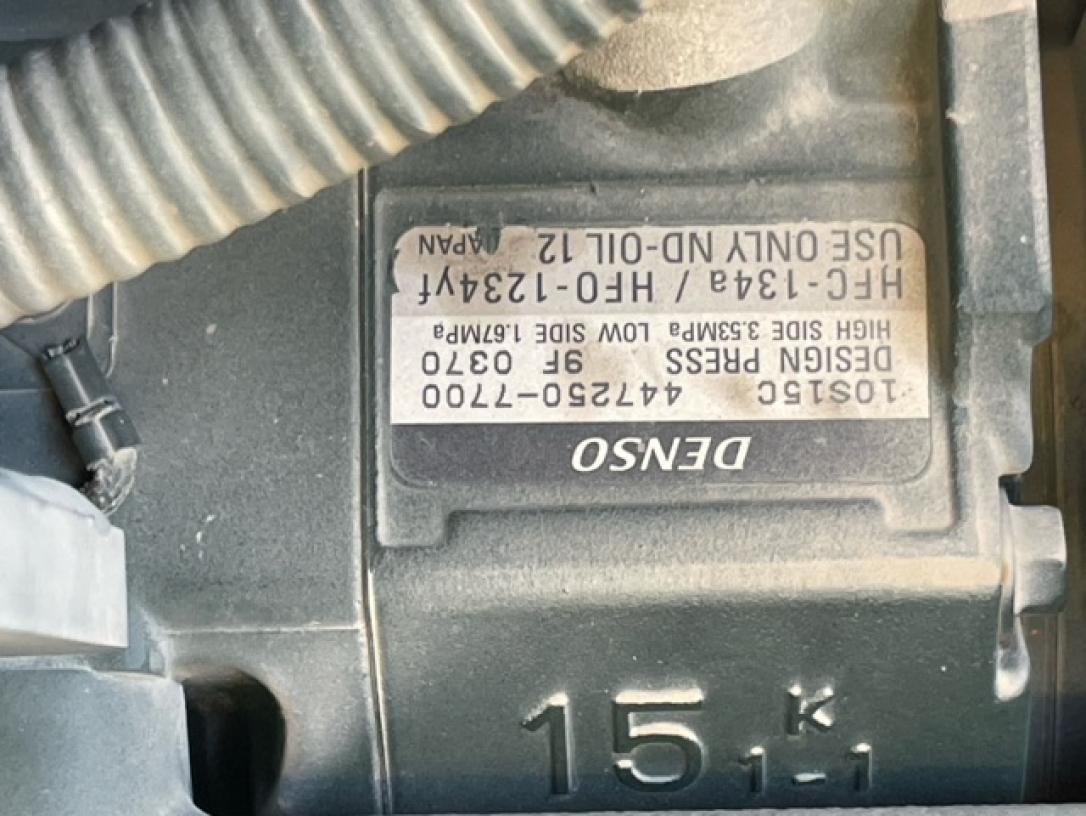 DENSO
10S15C 447250-7700
DESIGN PRESS 9F 0370
HIGH SIDE 3.53MPa LOW SIDE 1.67MPa
HFC-134a / HFO-1234yf
USE ONLY ND-OIL 12 JAPAN
15 K
1-1